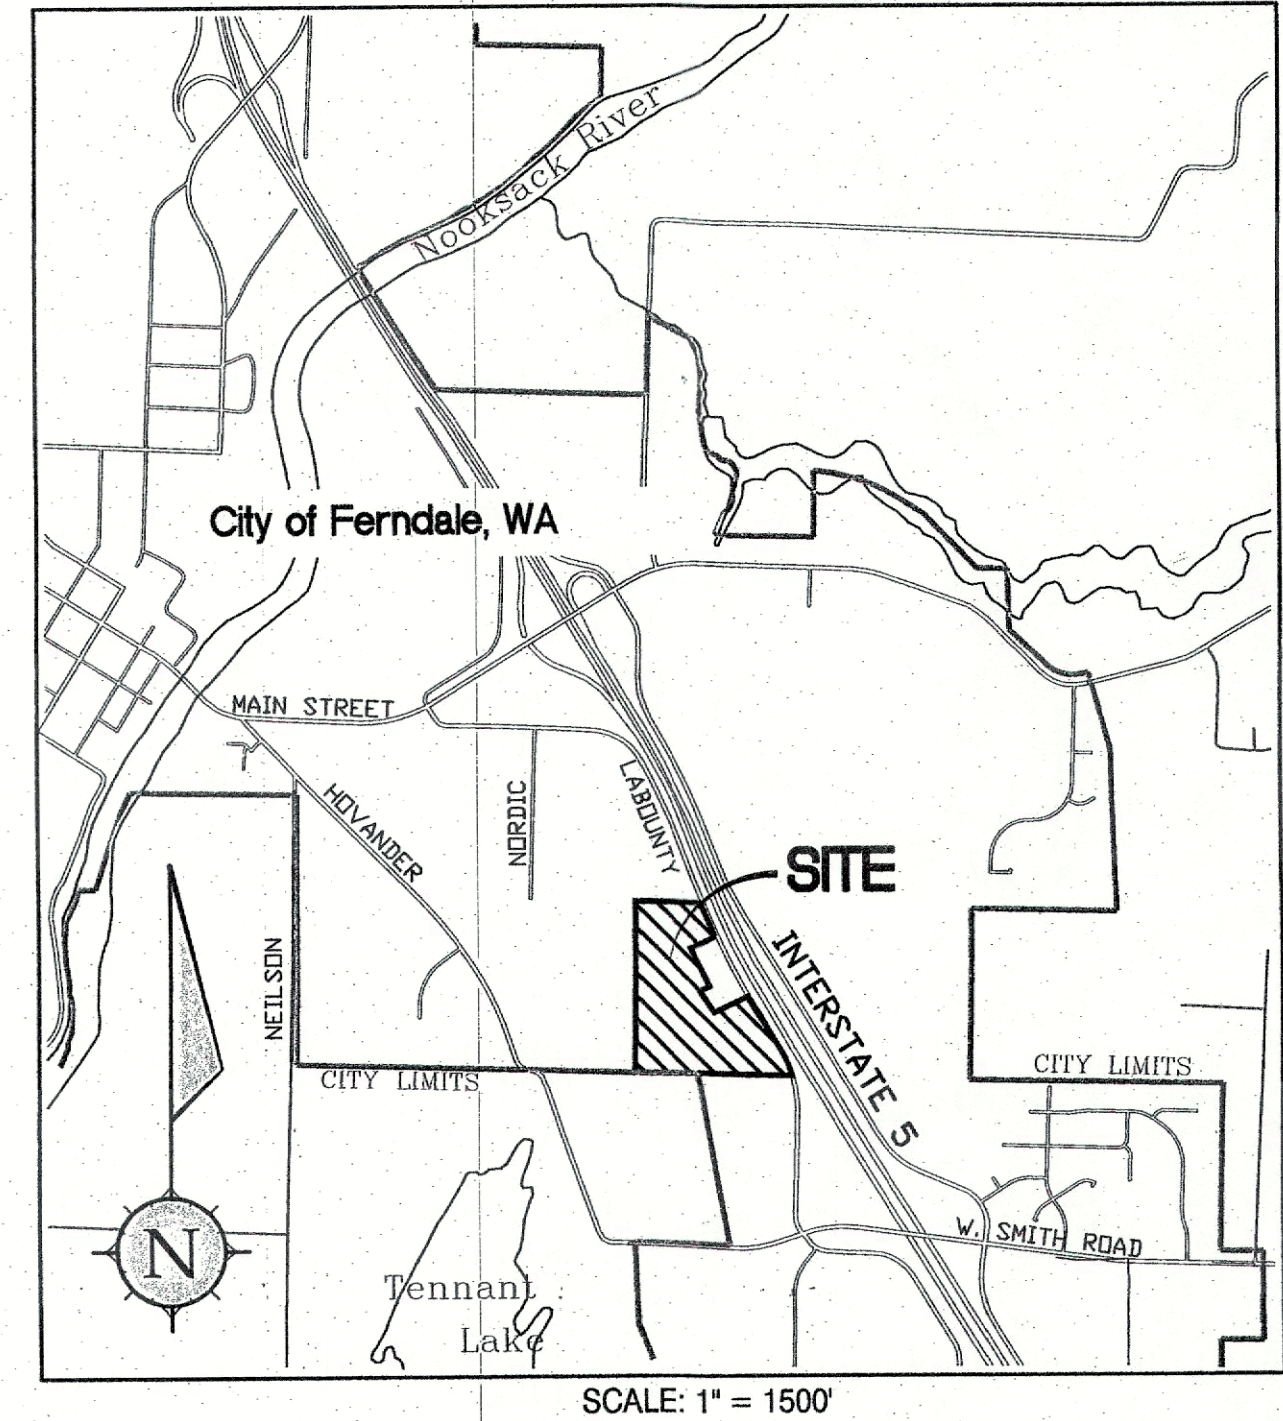 Nooksack River
City of Ferndale, WA
MAIN STREET
HOVANDER
NORDIC
LABOUNTY
SITE
NEILSON
INTERSTATE 5
CITY LIMITS
CITY LIMITS
W. SMITH ROAD
N
Tennant
Lake
SCALE: 1" = 1500'